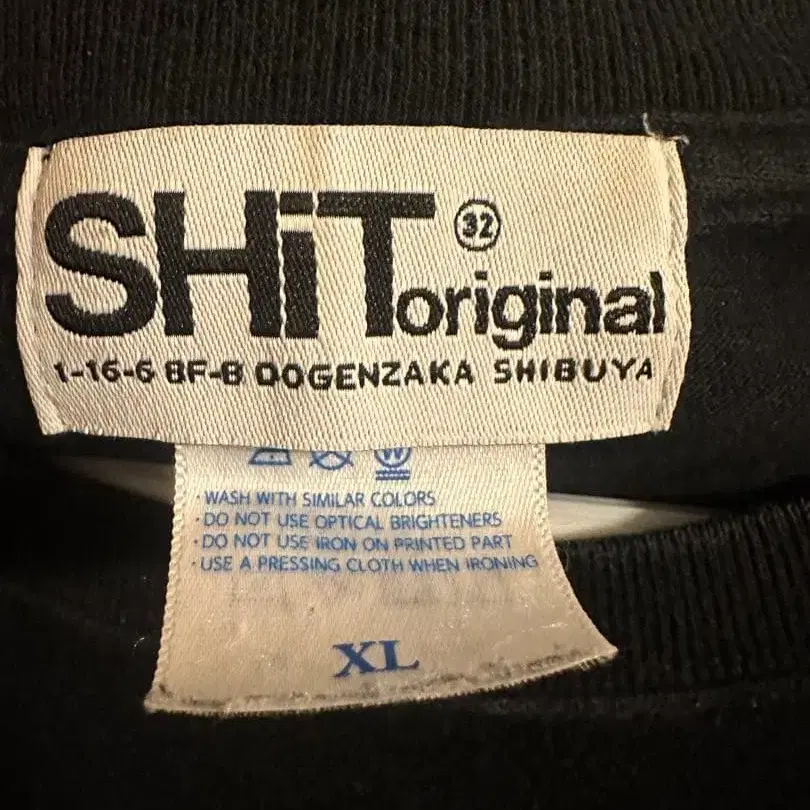 SHiT 32 original
1-16-6 8F-B DOGENZAKA SHIBUYA
W
· WASH WITH SIMILAR COLORS
· DO NOT USE OPTICAL BRIGHTENERS
· DO NOT USE IRON ON PRINTED PART
· USE A PRESSING CLOTH WHEN IRONING
XL